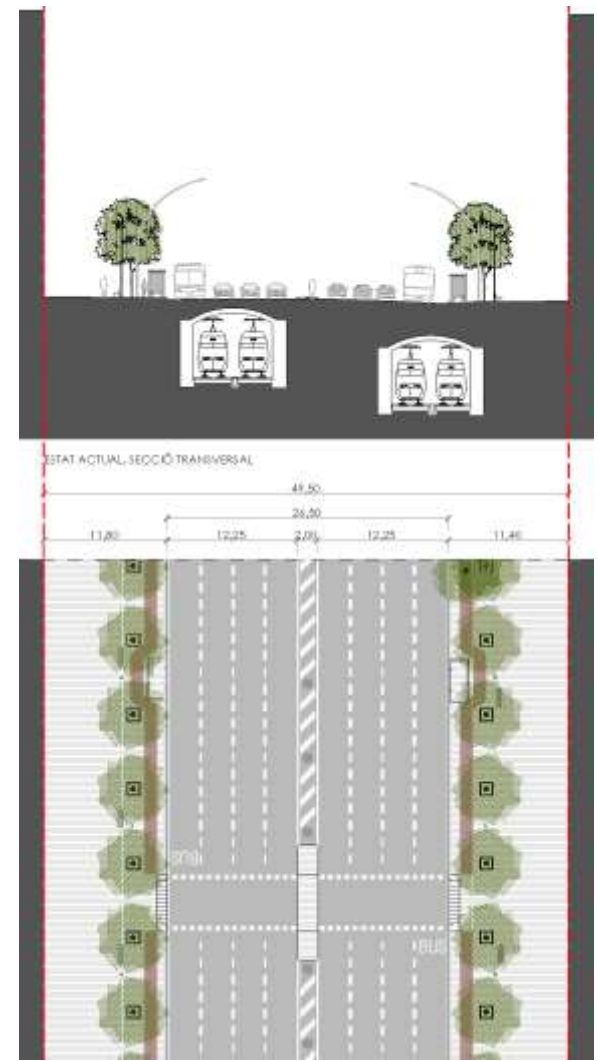 ESTAT ACTUAL, SECCIÓ TRANSVERSAL
49,50
26,50
11,80 12,25 2,00 12,25 11,40
BUS
BUS